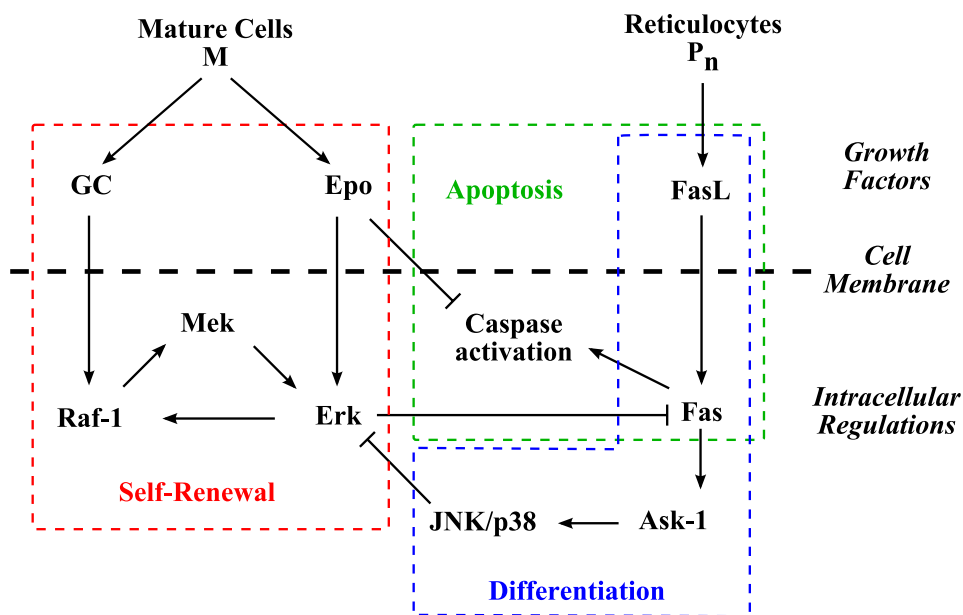 Mature Cells
M
Reticulocytes
Pn
GC
Epo
Apoptosis
FasL
Growth
Factors
Cell
Membrane
Mek
Caspase
activation
Raf-1
Erk
Fas
Intracellular
Regulations
Self-Renewal
JNK/p38
Ask-1
Differentiation